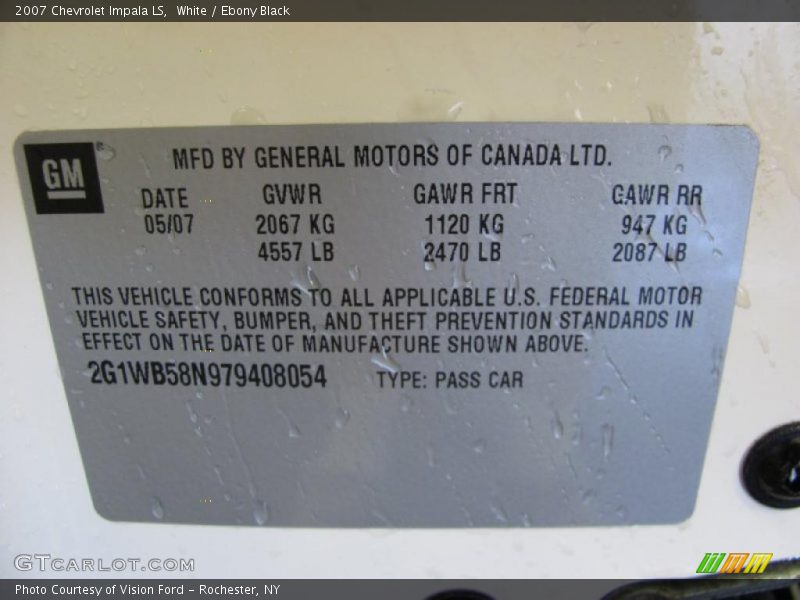 2007 Chevrolet Impala LS, White / Ebony Black
GM®
MFD BY GENERAL MOTORS OF CANADA LTD.
DATE GVWR GAWR FRT GAWR RR
05/07 2067 KG 1120 KG 947 KG
4557 LB 2470 LB 2087 LB
THIS VEHICLE CONFORMS TO ALL APPLICABLE U.S. FEDERAL MOTOR
VEHICLE SAFETY, BUMPER, AND THEFT PREVENTION STANDARDS IN
EFFECT ON THE DATE OF MANUFACTURE SHOWN ABOVE.
2G1WB58N979408054 TYPE: PASS CAR
GTCARLOT.COM
Photo Courtesy of Vision Ford - Rochester, NY